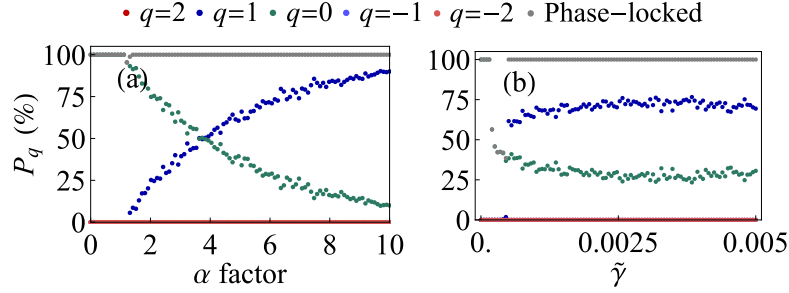 q=2 q=1 q=0 q=−1 q=−2 Phase−locked
100
75
50
25
0
P_q (%)
(a)
0 2 4 6 8 10
α factor
100
75
50
25
0
(b)
0. 0.0025 0.005
γ̃